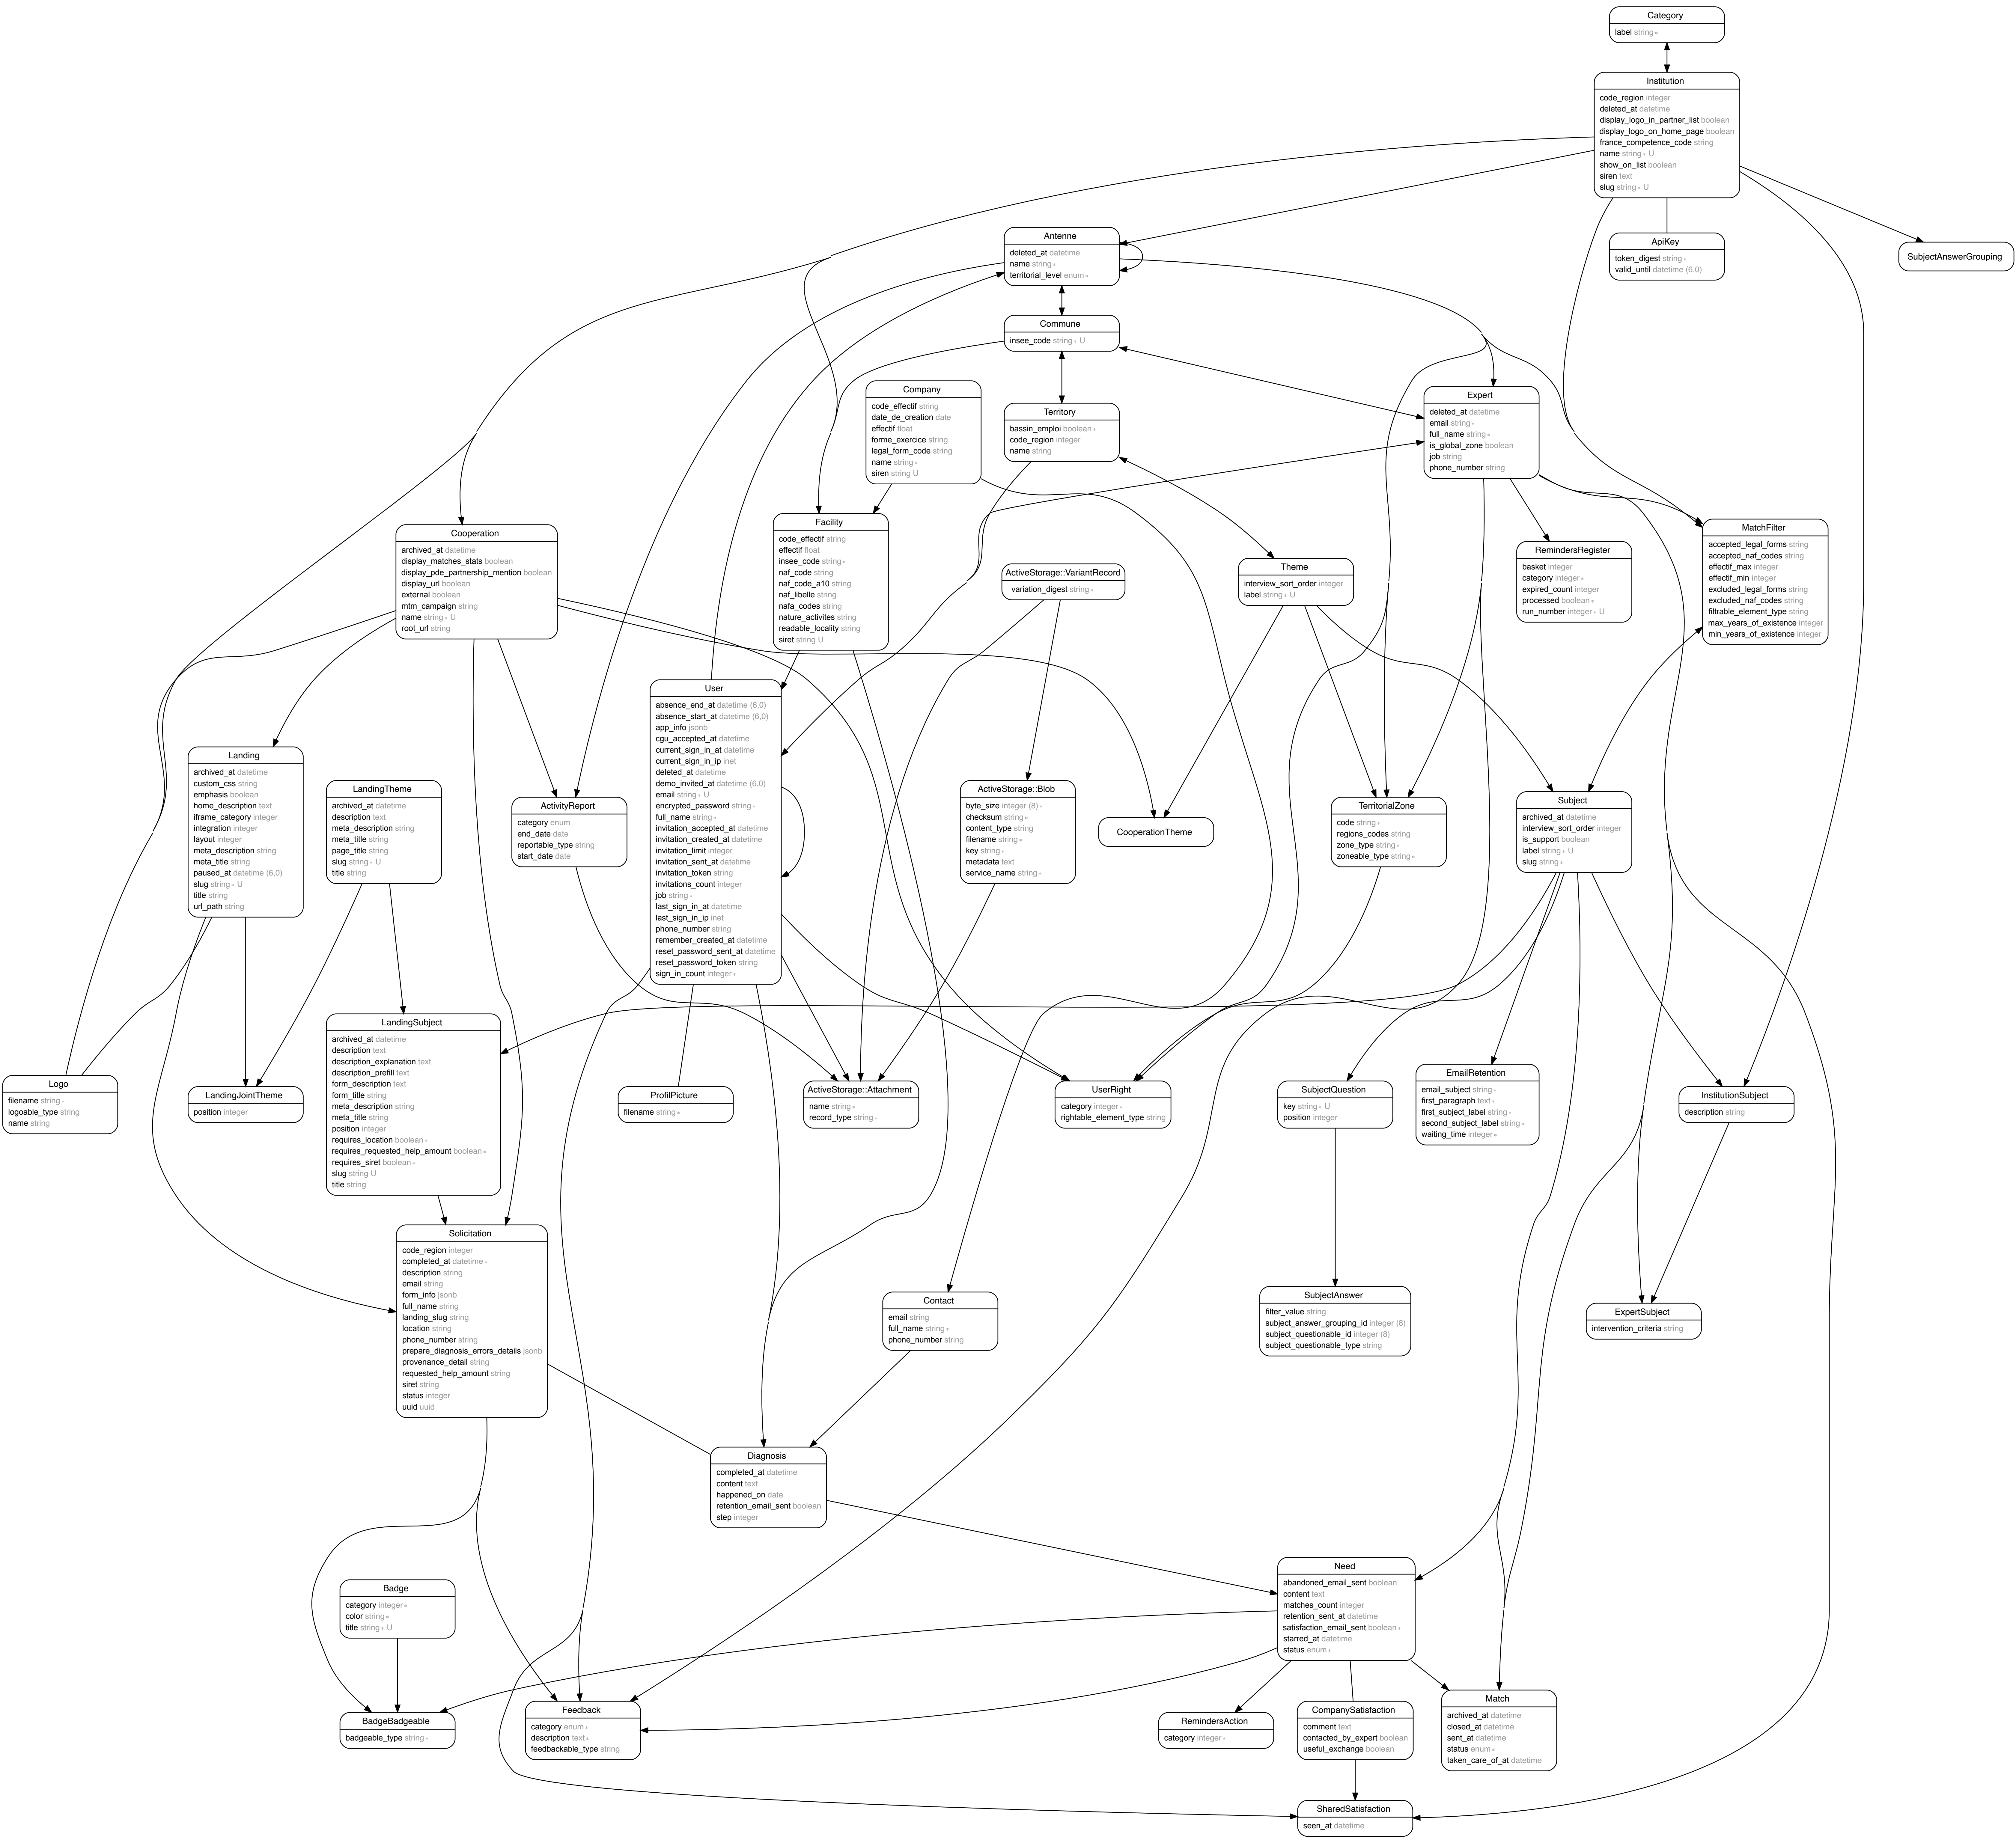 Category
label string ∗
Institution
code_region integer
deleted_at datetime
display_logo_in_partner_list boolean
display_logo_on_home_page boolean
france_competence_code string
name string ∗ U
show_on_list boolean
siren text
slug string ∗ U
Antenne
deleted_at datetime
name string ∗
territorial_level enum ∗
ApiKey
token_digest string ∗
valid_until datetime (6,0)
SubjectAnswerGrouping
Commune
insee_code string ∗ U
Company
code_effectif string
date_de_creation date
effectif float
forme_exercice string
legal_form_code string
name string ∗
siren string U
Territory
bassin_emploi boolean ∗
code_region integer
name string
Expert
deleted_at datetime
email string ∗
full_name string ∗
is_global_zone boolean
job string
phone_number string
Cooperation
archived_at datetime
display_matches_stats boolean
display_pde_partnership_mention boolean
display_url boolean
external boolean
mtm_campaign string
name string ∗ U
root_url string
Facility
code_effectif string
effectif float
insee_code string ∗
naf_code string
naf_code_a10 string
naf_libelle string
nafa_codes string
nature_activites string
readable_locality string
siret string U
ActiveStorage::VariantRecord
variation_digest string ∗
Theme
interview_sort_order integer
label string ∗ U
RemindersRegister
basket integer
category integer ∗
expired_count integer
processed boolean ∗
run_number integer ∗ U
MatchFilter
accepted_legal_forms string
accepted_naf_codes string
effectif_max integer
effectif_min integer
excluded_legal_forms string
excluded_naf_codes string
filtrable_element_type string
max_years_of_existence integer
min_years_of_existence integer
User
absence_end_at datetime (6,0)
absence_start_at datetime (6,0)
app_info jsonb
cgu_accepted_at datetime
current_sign_in_at datetime
current_sign_in_ip inet
deleted_at datetime
demo_invited_at datetime (6,0)
email string ∗ U
encrypted_password string ∗
full_name string ∗
invitation_accepted_at datetime
invitation_created_at datetime
invitation_limit integer
invitation_sent_at datetime
invitation_token string
invitations_count integer
job string ∗
last_sign_in_at datetime
last_sign_in_ip inet
phone_number string
remember_created_at datetime
reset_password_sent_at datetime
reset_password_token string
sign_in_count integer ∗
Landing
archived_at datetime
custom_css string
emphasis boolean
home_description text
iframe_category integer
integration integer
layout integer
meta_description string
meta_title string
paused_at datetime (6,0)
slug string ∗ U
title string
url_path string
LandingTheme
archived_at datetime
description text
meta_description string
meta_title string
page_title string
slug string ∗ U
title string
ActivityReport
category enum
end_date date
reportable_type string
start_date date
ActiveStorage::Blob
byte_size integer (8) ∗
checksum string ∗
content_type string
filename string ∗
key string ∗
metadata text
service_name string ∗
CooperationTheme
TerritorialZone
code string ∗
regions_codes string
zone_type string ∗
zoneable_type string ∗
Subject
archived_at datetime
interview_sort_order integer
is_support boolean
label string ∗ U
slug string ∗
LandingSubject
archived_at datetime
description text
description_explanation text
description_prefill text
form_description text
form_title string
meta_description string
meta_title string
position integer
requires_location boolean ∗
requires_requested_help_amount boolean ∗
requires_siret boolean ∗
slug string U
title string
Logo
filename string ∗
logoable_type string
name string
LandingJointTheme
position integer
ProfilPicture
filename string ∗
ActiveStorage::Attachment
name string ∗
record_type string ∗
UserRight
category integer ∗
rightable_element_type string
SubjectQuestion
key string ∗ U
position integer
EmailRetention
email_subject string ∗
first_paragraph text ∗
first_subject_label string ∗
second_subject_label string ∗
waiting_time integer ∗
InstitutionSubject
description string
Solicitation
code_region integer
completed_at datetime ∗
description string
email string
form_info jsonb
full_name string
landing_slug string
location string
phone_number string
prepare_diagnosis_errors_details jsonb
provenance_detail string
requested_help_amount string
siret string
status integer
uuid uuid
Contact
email string
full_name string ∗
phone_number string
SubjectAnswer
filter_value string
subject_answer_grouping_id integer (8)
subject_questionable_id integer (8)
subject_questionable_type string
ExpertSubject
intervention_criteria string
Diagnosis
completed_at datetime
content text
happened_on date
retention_email_sent boolean
step integer
Need
abandoned_email_sent boolean
content text
matches_count integer
retention_sent_at datetime
satisfaction_email_sent boolean ∗
starred_at datetime
status enum ∗
Badge
category integer ∗
color string ∗
title string ∗ U
BadgeBadgeable
badgeable_type string ∗
Feedback
category enum ∗
description text ∗
feedbackable_type string
RemindersAction
category integer ∗
CompanySatisfaction
comment text
contacted_by_expert boolean
useful_exchange boolean
Match
archived_at datetime
closed_at datetime
sent_at datetime
status enum ∗
taken_care_of_at datetime
SharedSatisfaction
seen_at datetime